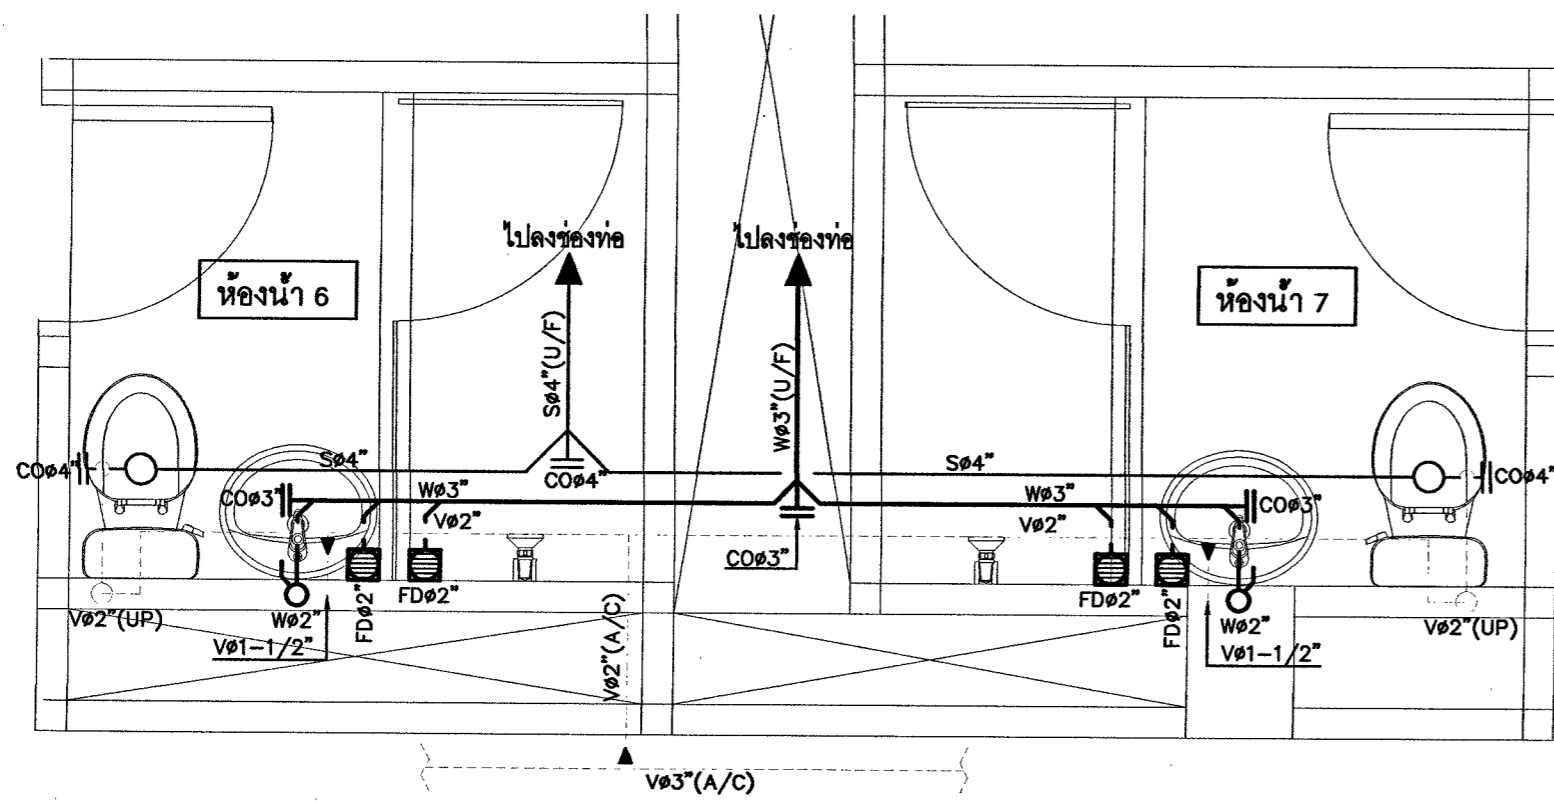 ไปลงช่องท่อ
ไปลงช่องท่อ
ห้องน้ำ 6
ห้องน้ำ 7
Sø4"(U/F)
Wø3"(U/F)
COø4"
Sø4"
COø4"
Sø4"
COø4"
COø3"
Wø3"
Vø2"
Wø3"
Vø2"
COø3"
COø3"
Vø2"(UP)
Wø2"
Vø1-1/2"
FDø2"
FDø2"
Vø2"(A/C)
FDø2"
FDø2"
Wø2"
Vø1-1/2"
Vø2"(UP)
Vø3"(A/C)